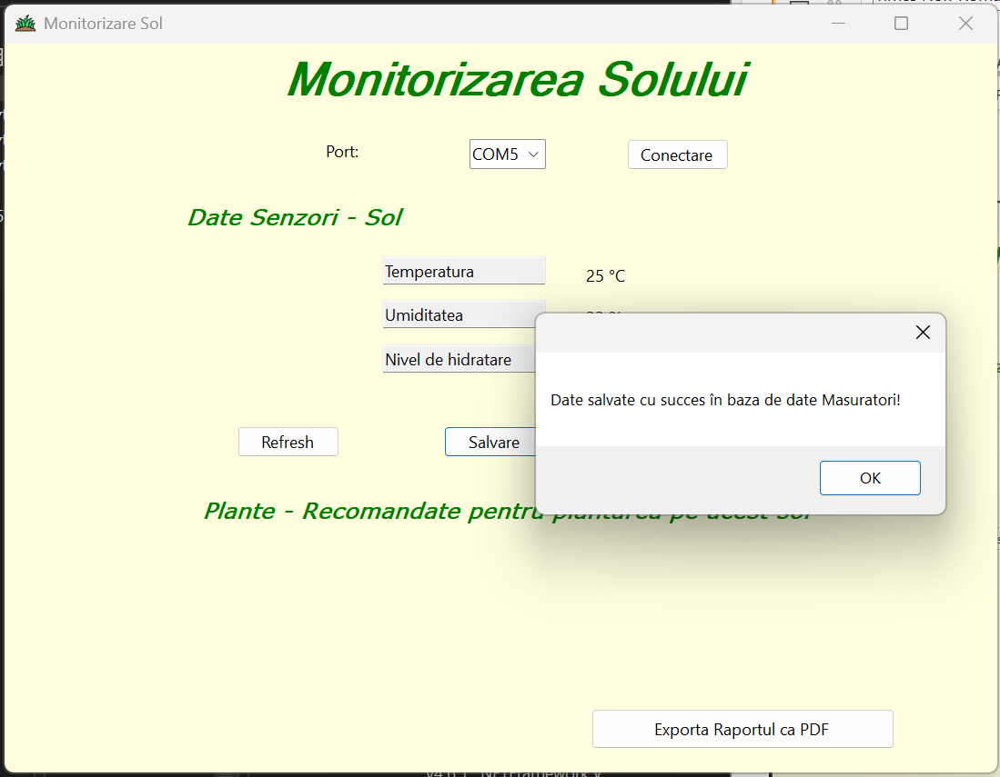 Monitorizare Sol
Monitorizarea Solului
Port:
COM5
Conectare
Date Senzori - Sol
Temperatura
25 °C
Umiditatea
Nivel de hidratare
Date salvate cu succes în baza de date Masuratori!
OK
Refresh
Salvare
Plante - Recomandate pentru plantarea pe acest Sol
Exporta Raportul ca PDF